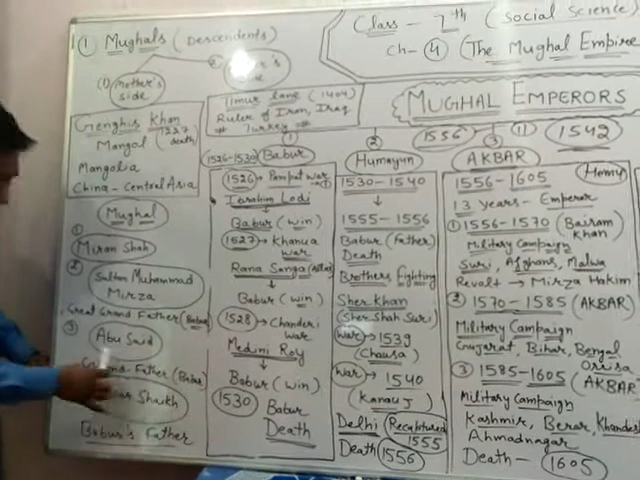 Class - 7th (Social Science)
Ch- 4 (The Mughal Empire
① Mughals (Descendents)
(1) Mother's side
Side
Genghis Khan
1227
Mangal (death)
Mangolia
China - Central Asia
Mughal
①
Miran Shah
②
Sultan Muhammad
Mirza
Great Grand Father (Babur)
③
Abu Said
Father (Babar)
Shaikh
Babur's Father
Timur lane (1404)
Ruler of Iran, Iraq
Turkey
①
1526-1530 Babur
1526 → Panipat war
Ibrahim Lodi
↓
Babur (win)
1527 → Khanua
war
Rana Sanga
↓
Babur (win)
1528 → Chanderi
war
Medini Roy
↓
Babur (win)
1530 Babur
Death
MUGHAL EMPERORS
②
Humayun
1530-1540
↓
1555-1556
Babur (Father)
Death
Brothers Fighting
Sher Khan
(Sher Shah Suri)
War → 1539
(Chausa)
War → 1540
(Kanauj)
Delhi Recaptured
1555
Death 1556
1556 ③ ⑪ 1542
AKBAR
Hemu
1556-1605
13 years - Emperor
① 1556-1570 (Bairam
Khan)
Military Campaign
Suri, Afghans, Malwa
Revolt → Mirza Hakim
② 1570-1585 (AKBAR)
Military Campaign
Gujarat, Bihar, Bengal
Orissa
③ 1585-1605 (AKBAR-
Military Campaign
Kashmir, Berar, Khandes
Ahmadnagar
Death - 1605